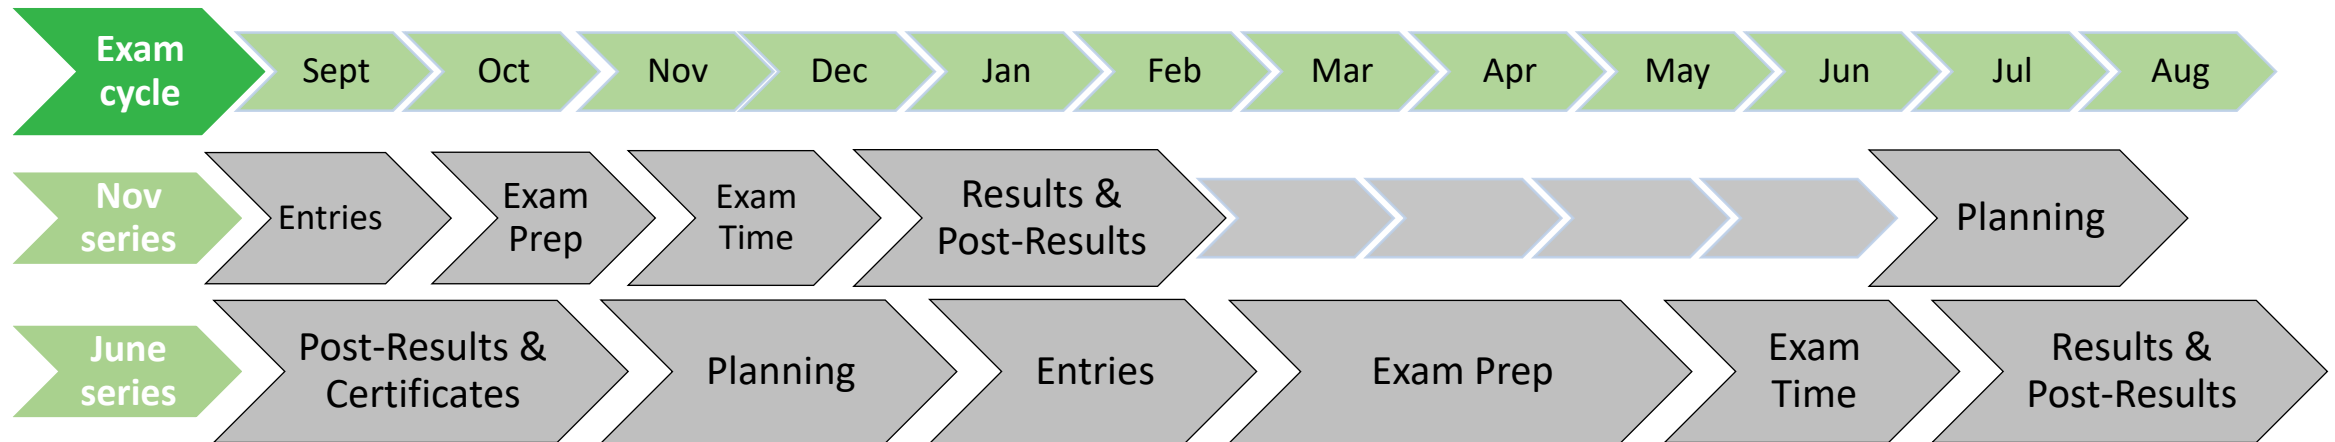 Exam
cycle
Sept
Oct
Nov
Dec
Jan
Feb
Mar
Apr
May
Jun
Jul
Aug
Nov
series
Entries
Exam
Prep
Exam
Time
Results &
Post-Results
Planning
June
series
Post-Results &
Certificates
Planning
Entries
Exam Prep
Exam
Time
Results &
Post-Results